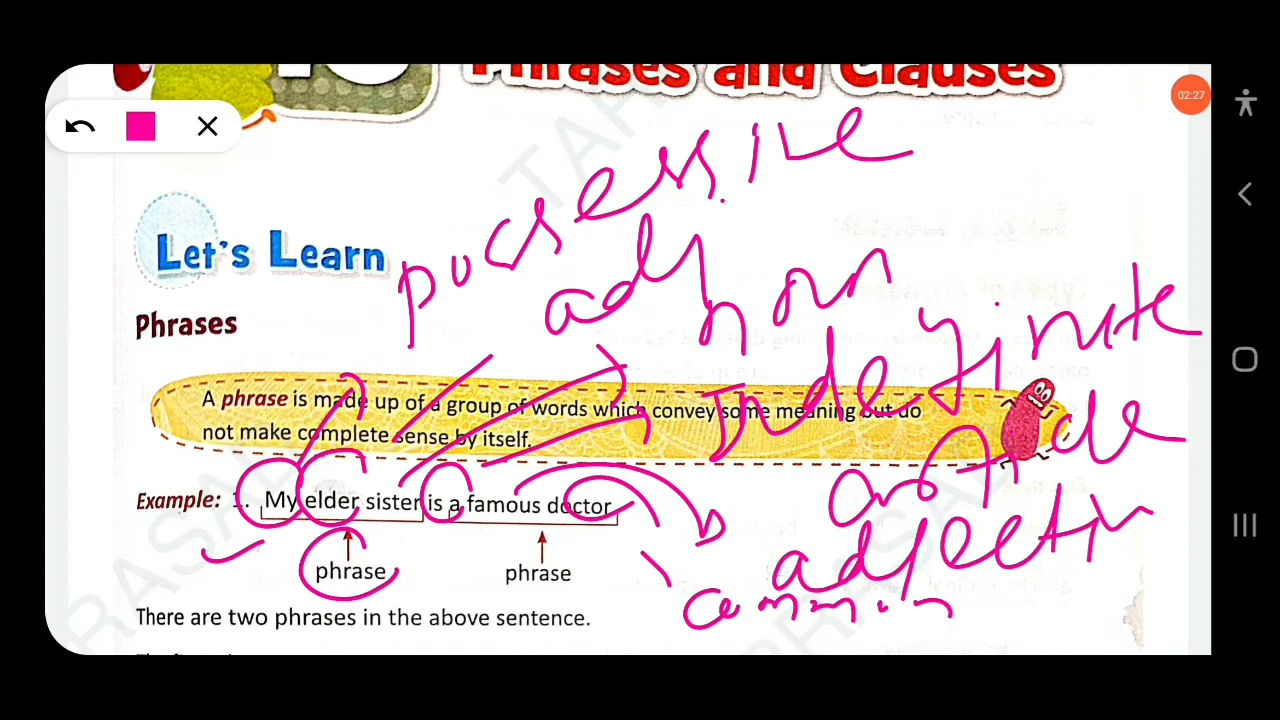 Phrases and Clauses
02:27
possessive
adj
noun
Let's Learn
Indefinite
article
Phrases
A phrase is made up of a group of words which convey some meaning but do
not make complete sense by itself.
Example: 1. My elder sister is a famous doctor.
adjective
phrase phrase
common
There are two phrases in the above sentence.